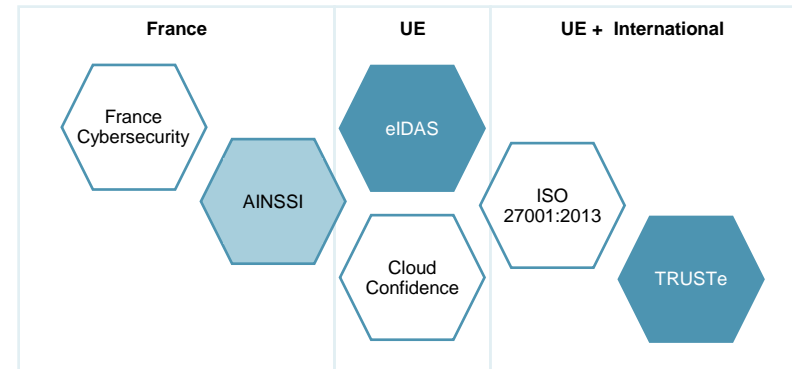 France
UE
UE + International
France
Cybersecurity
AINSSI
eIDAS
Cloud
Confidence
ISO
27001:2013
TRUSTe